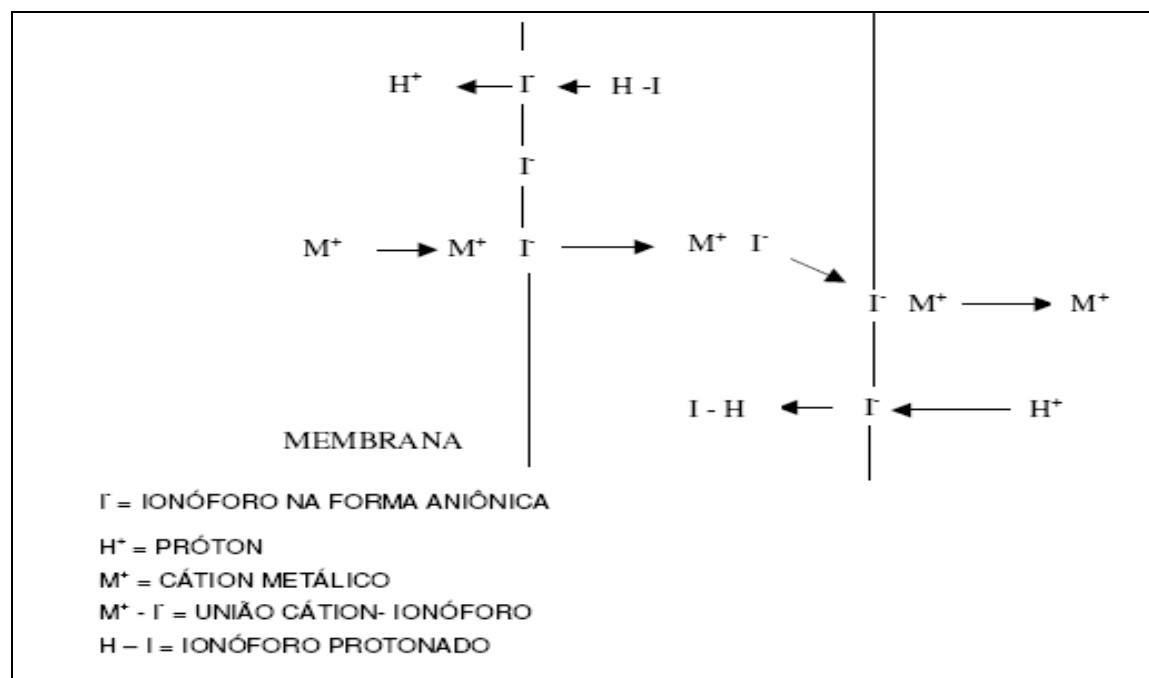 H⁺ I⁻ H -I
I⁻
M⁺ M⁺ I⁻ M⁺ I⁻
I⁻ M⁺ M⁺
I - H I⁻ H⁺
MEMBRANA
I⁻ = IONÓFORO NA FORMA ANIÔNICA
H⁺ = PRÓTON
M⁺ = CÁTION METÁLICO
M⁺ - I⁻ = UNIÃO CÁTION- IONÓFORO
H – I = IONÓFORO PROTONADO